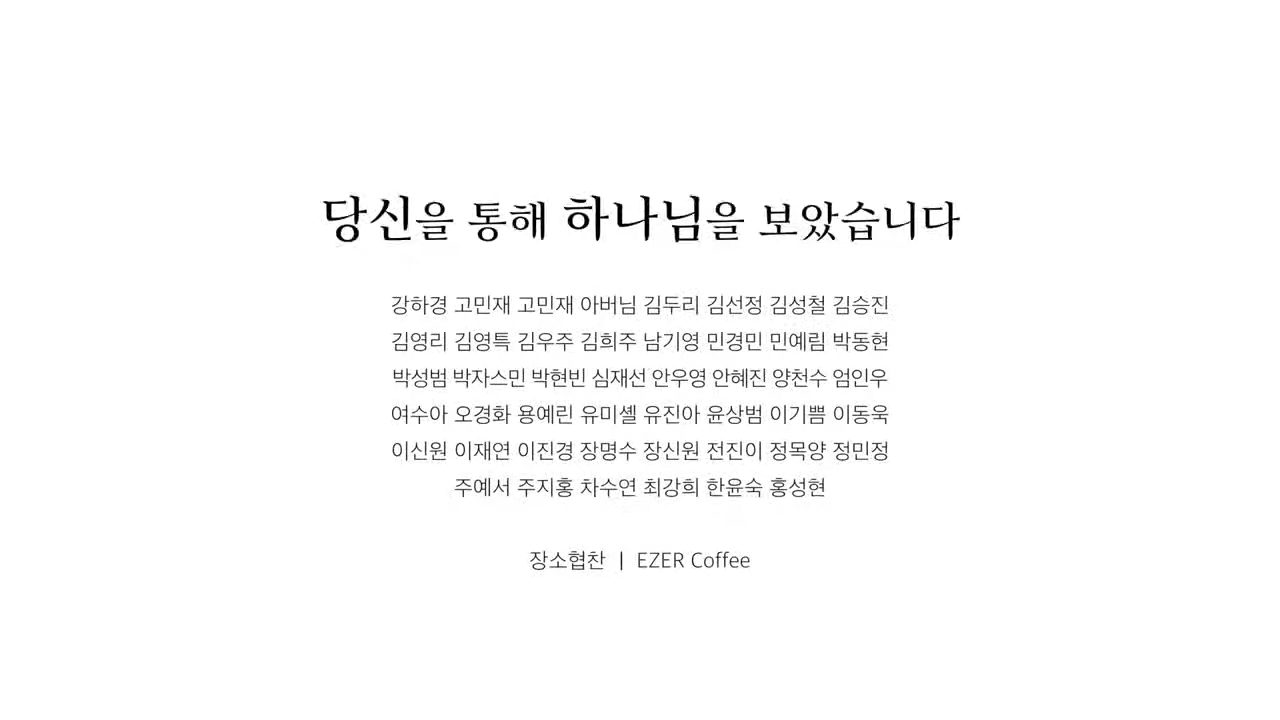 당신을 통해 하나님을 보았습니다
강하경 고민재 고민재 아버님 김두리 김선정 김성철 김승진
김영리 김영특 김우주 김희주 남기영 민경민 민예림 박동현
박성범 박자스민 박현빈 심재선 안우영 안혜진 양천수 엄인우
여수아 오경화 용예린 유미셸 유진아 윤상범 이기쁨 이동욱
이신원 이재연 이진경 장명수 장신원 전진이 정목양 정민정
주예서 주지홍 차수연 최강희 한윤숙 홍성현
장소협찬 | EZER Coffee